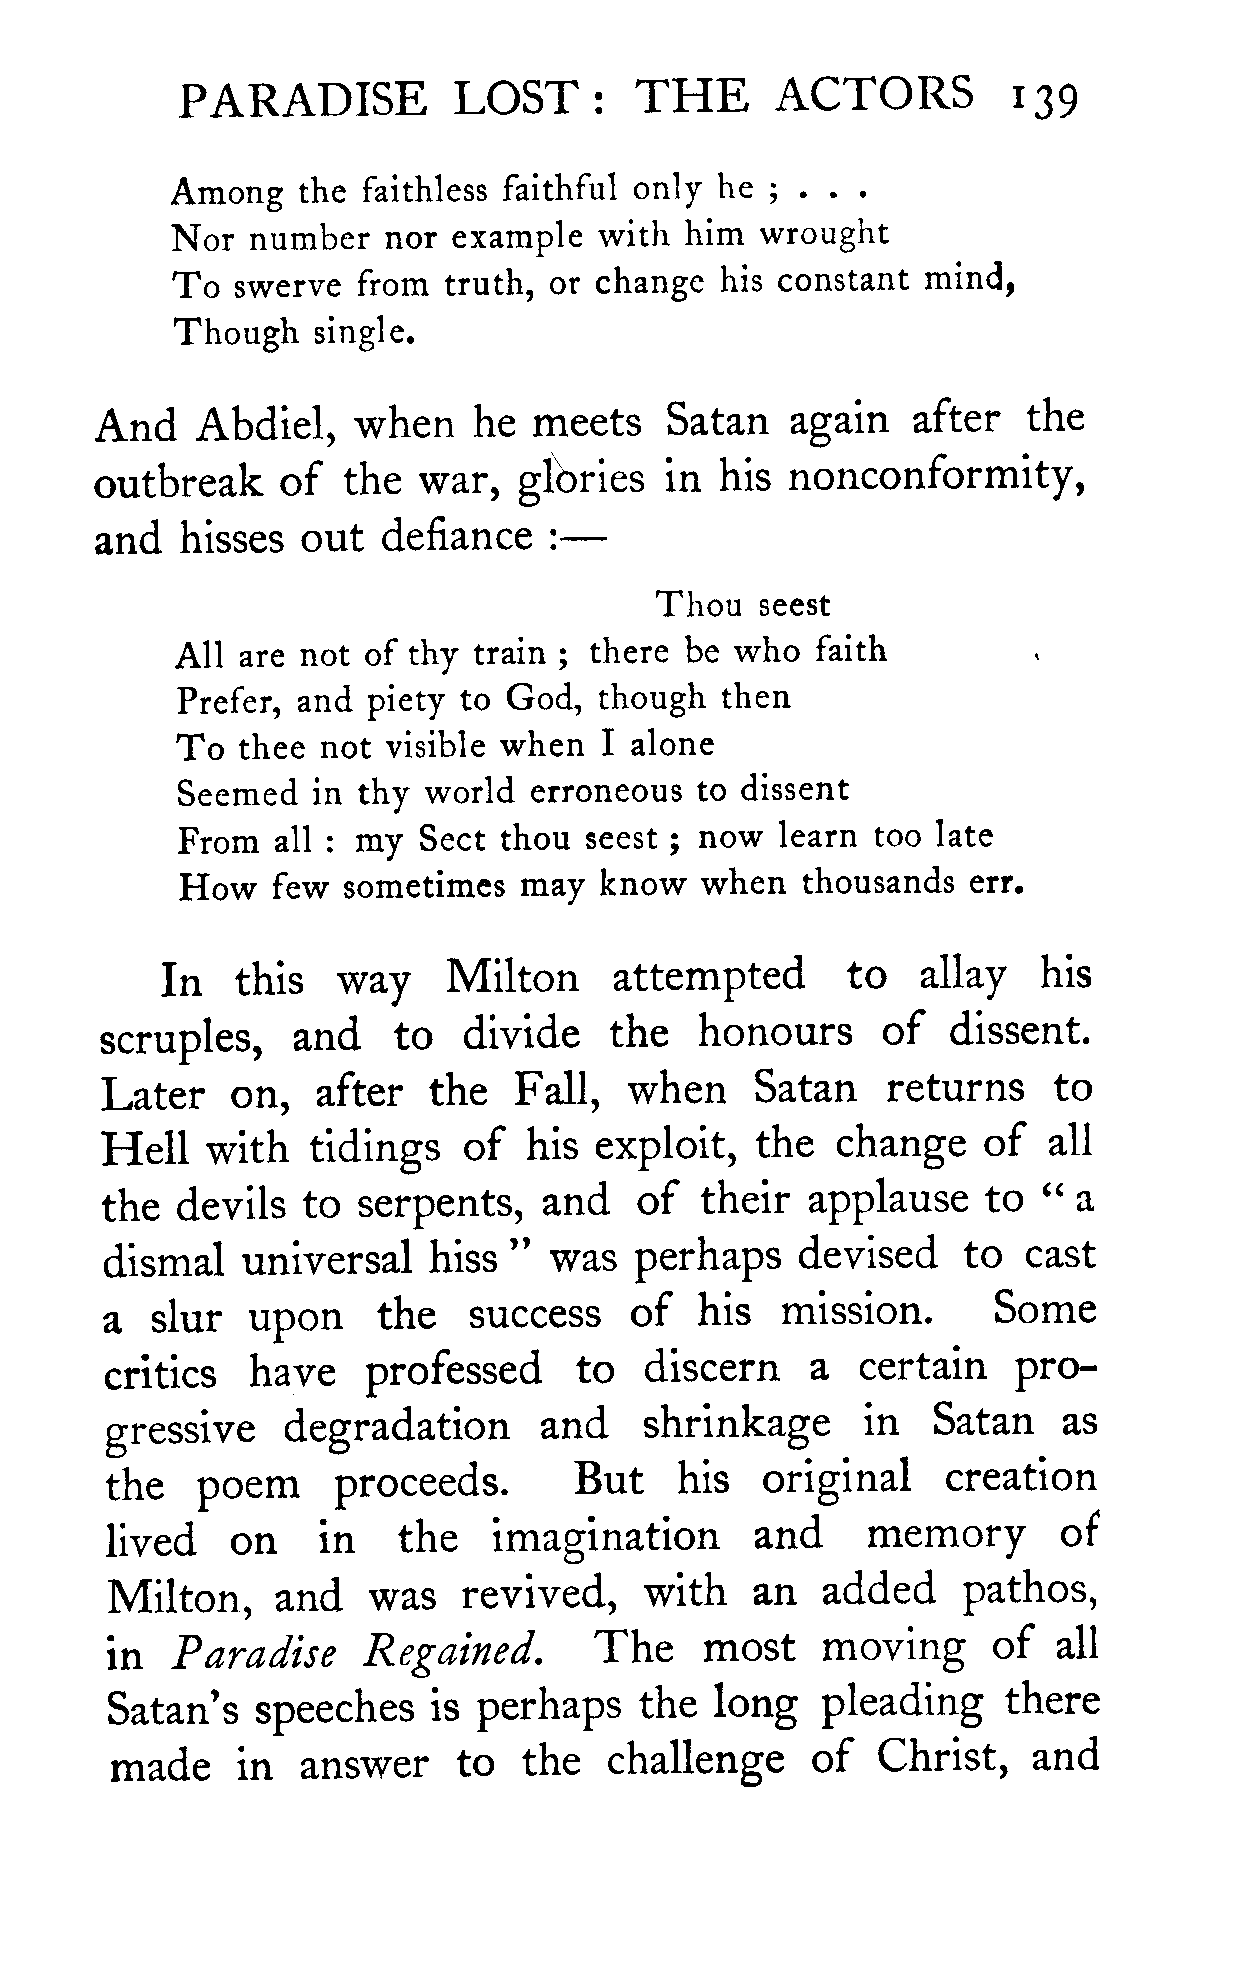 PARADISE LOST : THE ACTORS 139
Among the faithless faithful only he ; . . .
Nor number nor example with him wrought
To swerve from truth, or change his constant mind,
Though single.
And Abdiel, when he meets Satan again after the
outbreak of the war, glories in his nonconformity,
and hisses out defiance :—
Thou seest
All are not of thy train ; there be who faith
Prefer, and piety to God, though then
To thee not visible when I alone
Seemed in thy world erroneous to dissent
From all : my Sect thou seest ; now learn too late
How few sometimes may know when thousands err.
In this way Milton attempted to allay his
scruples, and to divide the honours of dissent.
Later on, after the Fall, when Satan returns to
Hell with tidings of his exploit, the change of all
the devils to serpents, and of their applause to “ a
dismal universal hiss ” was perhaps devised to cast
a slur upon the success of his mission. Some
critics have professed to discern a certain pro-
gressive degradation and shrinkage in Satan as
the poem proceeds. But his original creation
lived on in the imagination and memory of
Milton, and was revived, with an added pathos,
in Paradise Regained. The most moving of all
Satan’s speeches is perhaps the long pleading there
made in answer to the challenge of Christ, and